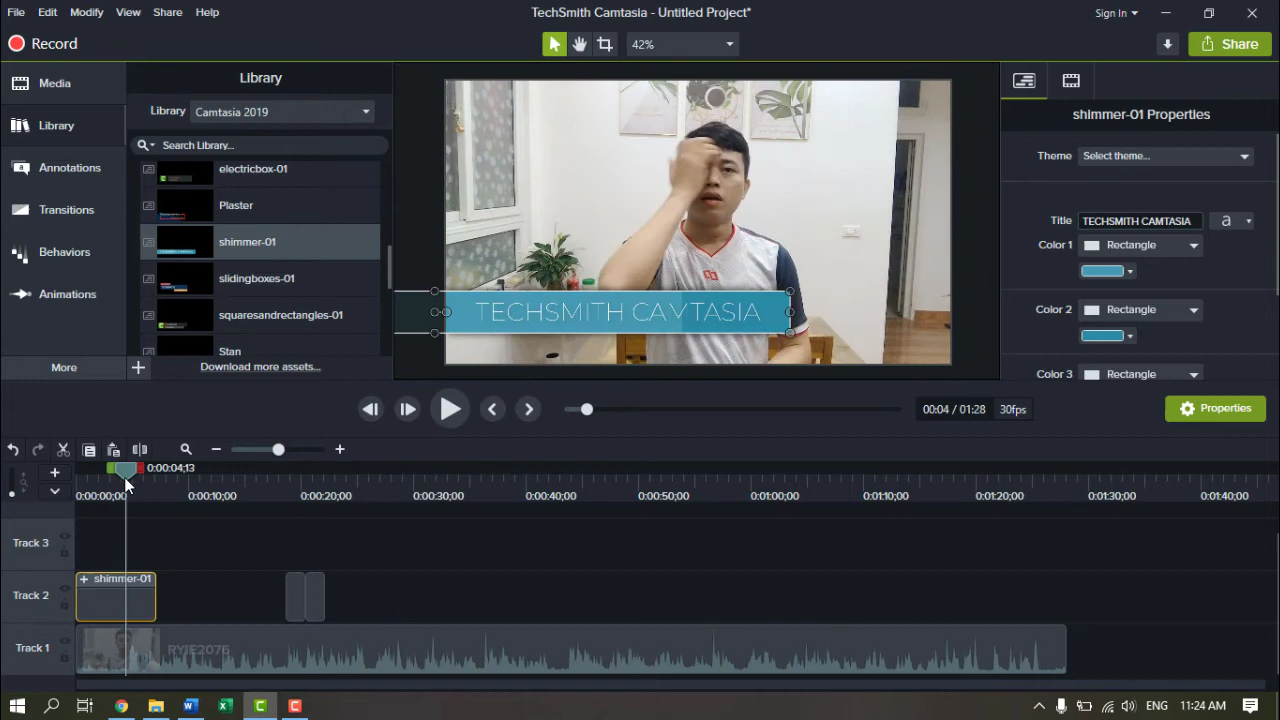 File Edit Modify View Share Help
TechSmith Camtasia - Untitled Project*
Sign In
Record
42%
Share
Media
Library
Annotations
Transitions
Behaviors
Animations
More
Library
Library Camtasia 2019
Search Library...
electricbox-01
Plaster
shimmer-01
slidingboxes-01
squaresandrectangles-01
Stan
Download more assets...
TECHSMITH CAMTASIA
shimmer-01 Properties
Theme Select theme...
Title TECHSMITH CAMTASIA a
Color 1 Rectangle
Color 2 Rectangle
Color 3 Rectangle
00:04 / 01:28 30fps
Properties
0:00:04;13
0:00:00;00 0:00:10;00 0:00:20;00 0:00:30;00 0:00:40;00 0:00:50;00 0:01:00;00 0:01:10;00 0:01:20;00 0:01:30;00 0:01:40;00
Track 3
Track 2
shimmer-01
Track 1
RYIE2076
ENG 11:24 AM